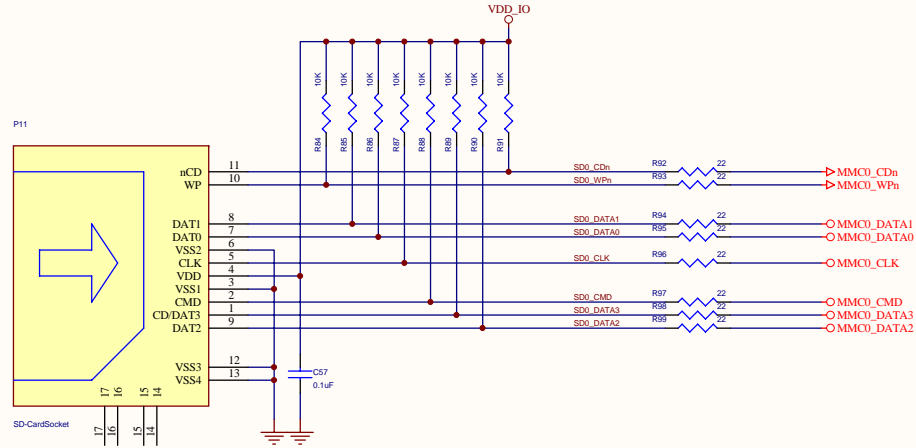 VDD_IO
10K 10K 10K 10K 10K 10K 10K 10K
R84 R85 R86 R87 R88 R89 R90 R91
P11
nCD 11 SD0_CDn R92 22 MMC0_CDn
WP 10 SD0_WPn R93 22 MMC0_WPn
DAT1 8 SD0_DATA1 R94 22 MMC0_DATA1
DAT0 7 SD0_DATA0 R95 22 MMC0_DATA0
VSS2 6
CLK 5 SD0_CLK R96 22 MMC0_CLK
VDD 4
VSS1 3
CMD 2 SD0_CMD R97 22 MMC0_CMD
CD/DAT3 1 SD0_DATA3 R98 22 MMC0_DATA3
DAT2 9 SD0_DATA2 R99 22 MMC0_DATA2
VSS3 12
VSS4 13
C57
0.1uF
17 16 15 14
SD-CardSocket
17 16 15 14